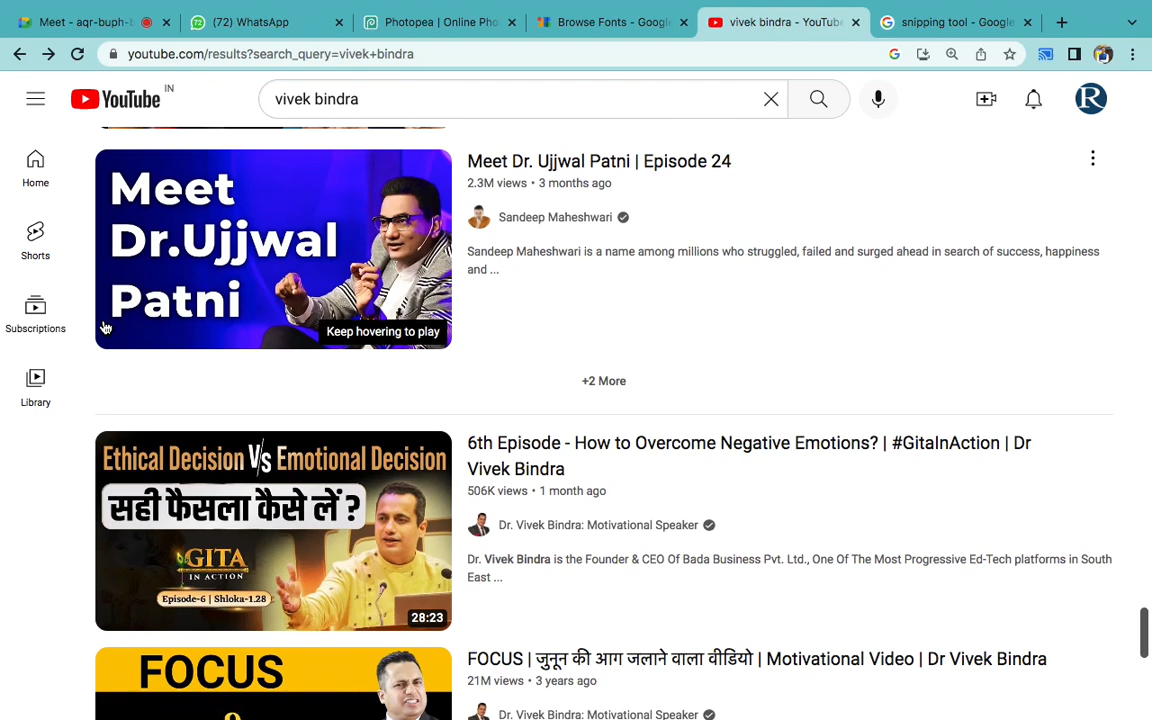 Meet - aqr-buph-b
(72) WhatsApp
Photopea | Online Pho
Browse Fonts - Google
vivek bindra - YouTube
snipping tool - Google
youtube.com/results?search_query=vivek+bindra
YouTube IN
vivek bindra
R
Home
Shorts
Subscriptions
Library
Meet
Dr.Ujjwal
Patni
Keep hovering to play
Meet Dr. Ujjwal Patni | Episode 24
2.3M views • 3 months ago
Sandeep Maheshwari
Sandeep Maheshwari is a name among millions who struggled, failed and surged ahead in search of success, happiness
and ...
+2 More
Ethical Decision V/s Emotional Decision
सही फैसला कैसे लें ?
GITA
IN ACTION
Episode-6 | Shloka-1.28
28:23
6th Episode - How to Overcome Negative Emotions? | #GitaInAction | Dr
Vivek Bindra
506K views • 1 month ago
Dr. Vivek Bindra: Motivational Speaker
Dr. Vivek Bindra is the Founder & CEO Of Bada Business Pvt. Ltd., One Of The Most Progressive Ed-Tech platforms in South
East ...
FOCUS
FOCUS | जुनून की आग जलाने वाला वीडियो | Motivational Video | Dr Vivek Bindra
21M views • 3 years ago
Dr. Vivek Bindra: Motivational Speaker